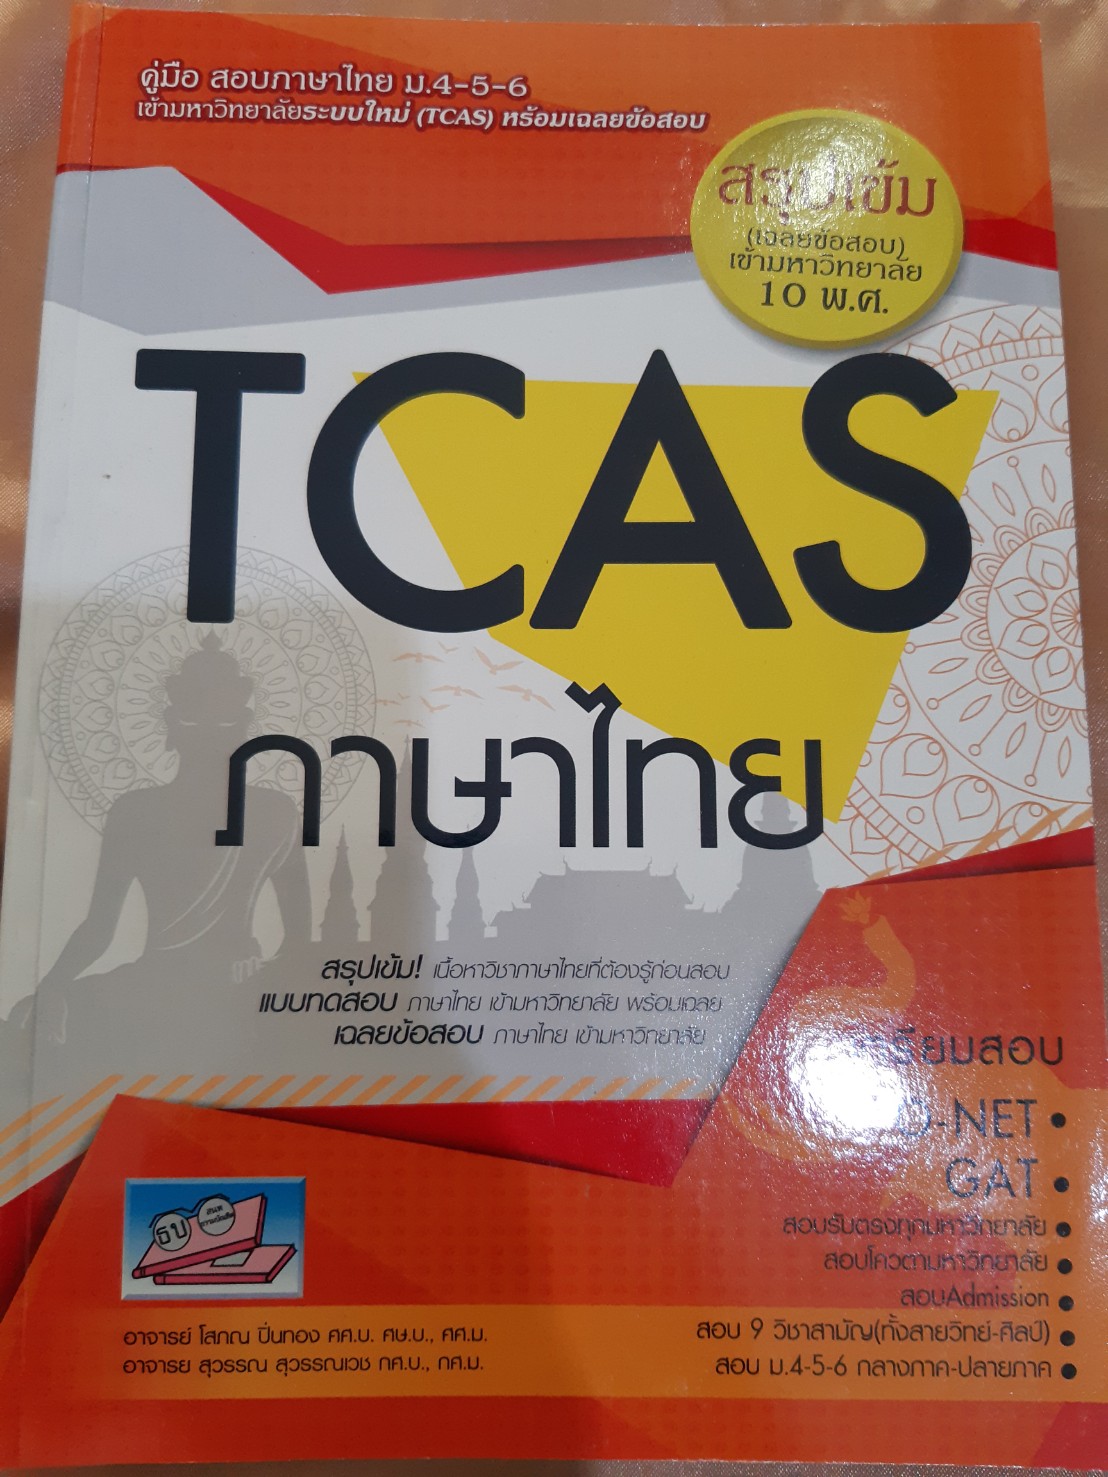 คู่มือ สอบภาษาไทย ม.4-5-6
เข้ามหาวิทยาลัยระบบใหม่ (TCAS) พร้อมเฉลยข้อสอบ
สรุปเข้ม
(เฉลยข้อสอบ)
เข้ามหาวิทยาลัย
10 พ.ศ.
TCAS
ภาษาไทย
สรุปเข้ม! เนื้อหาวิชาภาษาไทยที่ต้องรู้ก่อนสอบ
แบบทดสอบ ภาษาไทย เข้ามหาวิทยาลัย พร้อมเฉลย
เฉลยข้อสอบ ภาษาไทย เข้ามหาวิทยาลัย
เตรียมสอบ
O-NET •
GAT •
สอบรับตรงทุกมหาวิทยาลัย •
สอบโควตามหาวิทยาลัย •
สอบAdmission •
สอบ 9 วิชาสามัญ(ทั้งสายวิทย์-ศิลป์) •
สอบ ม.4-5-6 กลางภาค-ปลายภาค •
ธบ
อาจารย์ โสภณ ปิ่นทอง ศศ.บ. ศษ.บ., ศศ.ม.
อาจารย สุวรรณ สุวรรณเวช กศ.บ., กศ.ม.